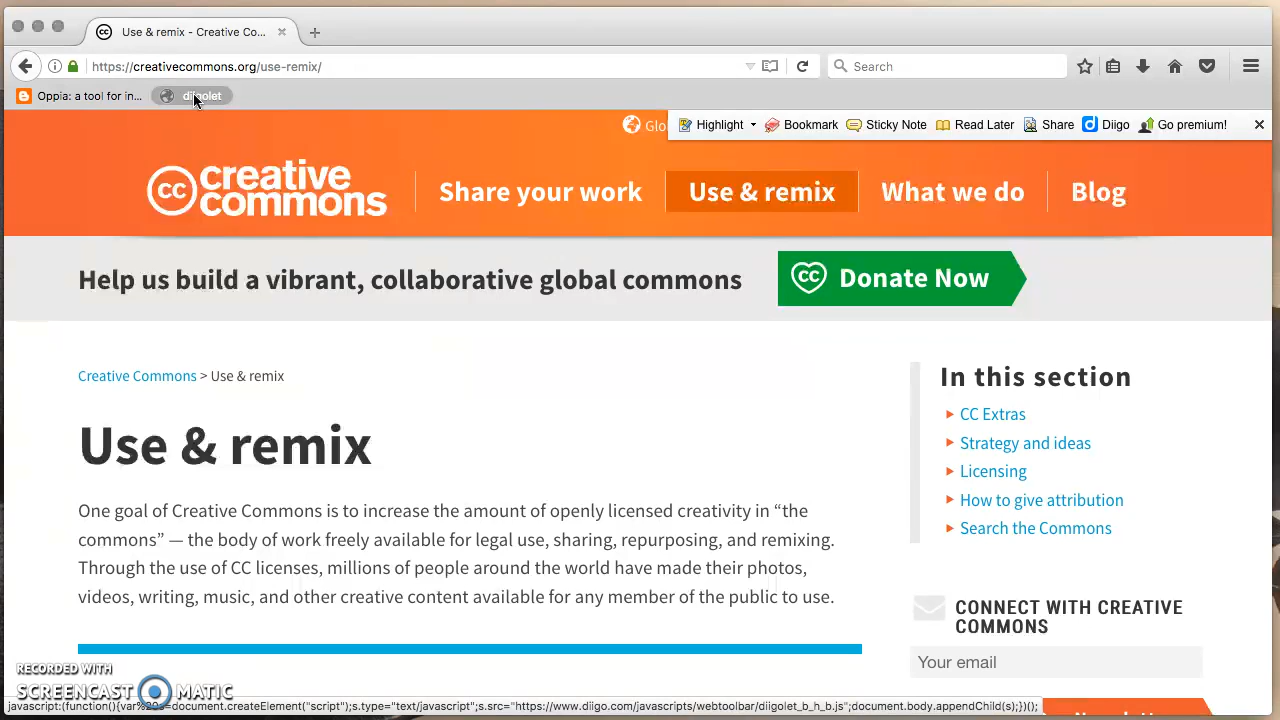 Use & remix - Creative Co...
https://creativecommons.org/use-remix/
Search
Oppia: a tool for in...
diigolet
Highlight
Bookmark
Sticky Note
Read Later
Share
Diigo
Go premium!
cc creative commons
Share your work
Use & remix
What we do
Blog
Help us build a vibrant, collaborative global commons
Donate Now
Creative Commons > Use & remix
Use & remix
One goal of Creative Commons is to increase the amount of openly licensed creativity in “the
commons” — the body of work freely available for legal use, sharing, repurposing, and remixing.
Through the use of CC licenses, millions of people around the world have made their photos,
videos, writing, music, and other creative content available for any member of the public to use.
In this section
CC Extras
Strategy and ideas
Licensing
How to give attribution
Search the Commons
CONNECT WITH CREATIVE
COMMONS
Your email
RECORDED WITH
SCREENCAST MATIC
javascript:(function(){var%20s=document.createElement("script");s.type="text/javascript";s.src="https://www.diigo.com/javascripts/webtoolbar/diigolet_b_h_b.js";document.body.appendChild(s);})();